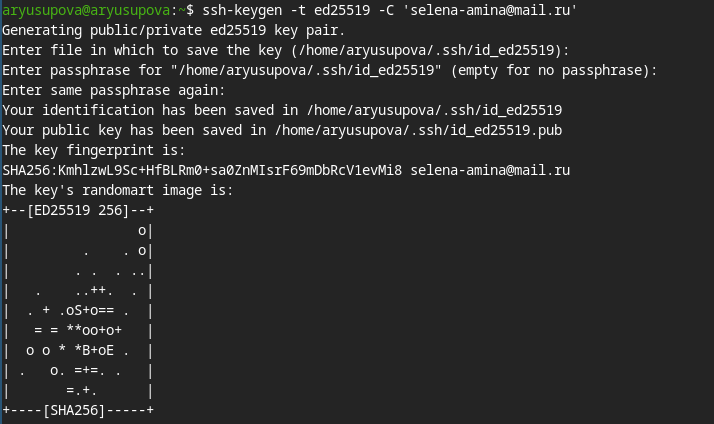 aryusupova@aryusupova:~$ ssh-keygen -t ed25519 -C 'selena-amina@mail.ru'
Generating public/private ed25519 key pair.
Enter file in which to save the key (/home/aryusupova/.ssh/id_ed25519):
Enter passphrase for "/home/aryusupova/.ssh/id_ed25519" (empty for no passphrase):
Enter same passphrase again:
Your identification has been saved in /home/aryusupova/.ssh/id_ed25519
Your public key has been saved in /home/aryusupova/.ssh/id_ed25519.pub
The key fingerprint is:
SHA256:KmhlzwL9Sc+HfBLRm0+sa0ZnMIsrF69mDbRcV1evMi8 selena-amina@mail.ru
The key's randomart image is:
+--[ED25519 256]--+
|                o|
|         .    . o|
|        . .  . ..|
|   .    ..++.  . |
|  . + .oS+o== .  |
|   = = **oo+o+   |
|  o o * *B+oE .  |
| .   o. =+=. .   |
|       =.+.      |
+----[SHA256]-----+